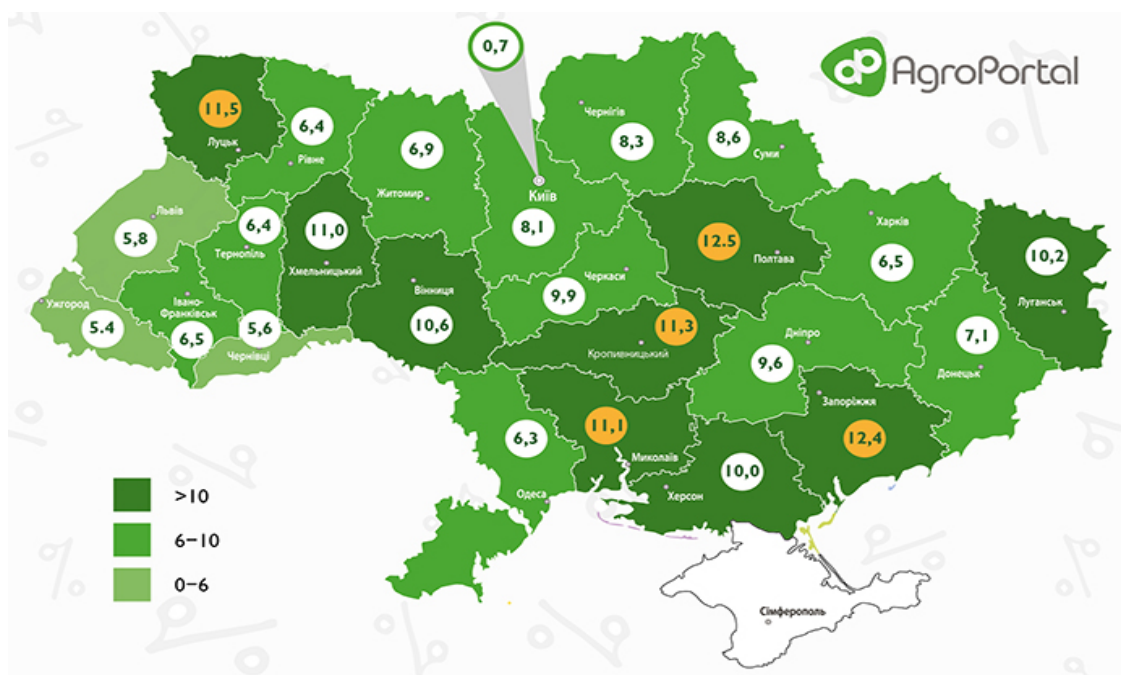 0,7
AgroPortal
11,5
Луцьк
6,4
Рівне
6,9
Житомир
Київ
8,1
Чернігів
8,3
8,6
Суми
Львів
5,8
6,4
Тернопіль
11,0
Хмельницький
Вінниця
10,6
Черкаси
9,9
12.5
Полтава
Харків
6,5
10,2
Луганськ
Ужгород
5.4
Івано-
Франківськ
6,5
5,6
Чернівці
11,3
Кропивницький
Дніпро
9,6
7,1
Донецьк
Запоріжжя
12,4
6,3
Одеса
11,1
Миколаїв
10,0
Херсон
Сімферополь
>10
6–10
0–6